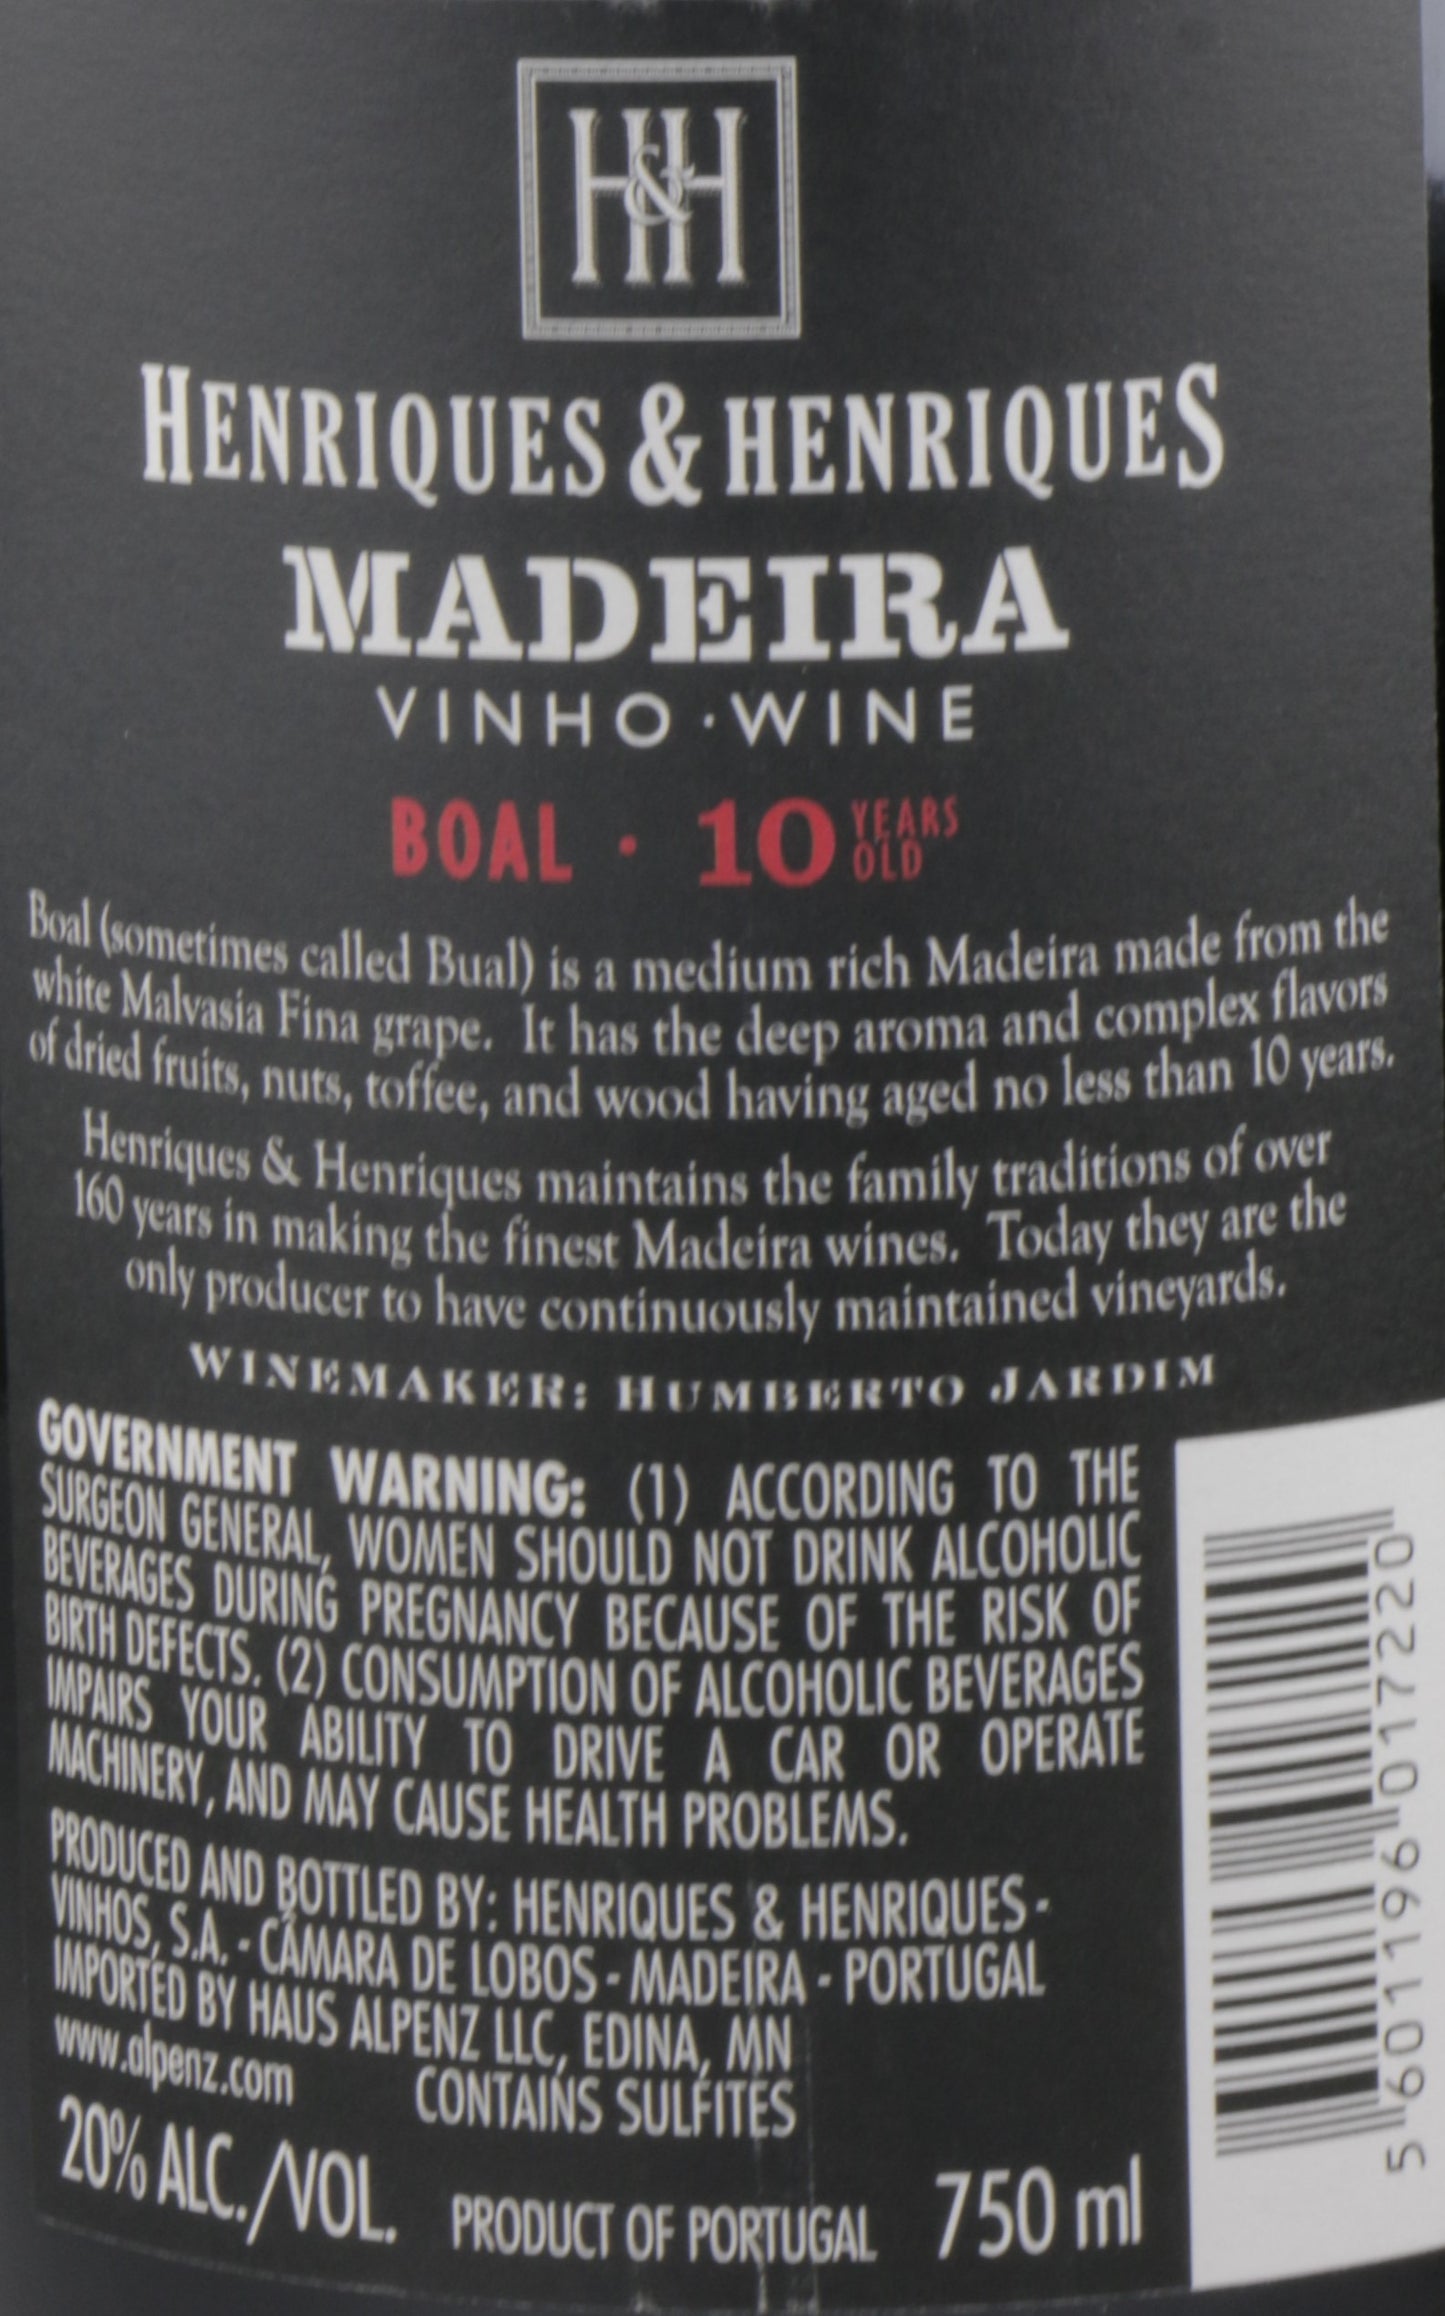 H&H
HENRIQUES & HENRIQUES
MADEIRA
VINHO · WINE
BOAL · 10 YEARS OLD
Boal (sometimes called Bual) is a medium rich Madeira made from the
white Malvasia Fina grape. It has the deep aroma and complex flavors
of dried fruits, nuts, toffee, and wood having aged no less than 10 years.
Henriques & Henriques maintains the family traditions of over
160 years in making the finest Madeira wines. Today they are the
only producer to have continuously maintained vineyards.
WINEMAKER: HUMBERTO JARDIM
GOVERNMENT WARNING: (1) ACCORDING TO THE
SURGEON GENERAL, WOMEN SHOULD NOT DRINK ALCOHOLIC
BEVERAGES DURING PREGNANCY BECAUSE OF THE RISK OF
BIRTH DEFECTS. (2) CONSUMPTION OF ALCOHOLIC BEVERAGES
IMPAIRS YOUR ABILITY TO DRIVE A CAR OR OPERATE
MACHINERY, AND MAY CAUSE HEALTH PROBLEMS.
PRODUCED AND BOTTLED BY: HENRIQUES & HENRIQUES -
VINHOS, S.A. - CÂMARA DE LOBOS - MADEIRA - PORTUGAL
IMPORTED BY HAUS ALPENZ LLC, EDINA, MN
www.alpenz.com CONTAINS SULFITES
20% ALC./VOL. PRODUCT OF PORTUGAL 750 ml
5 601196 017220